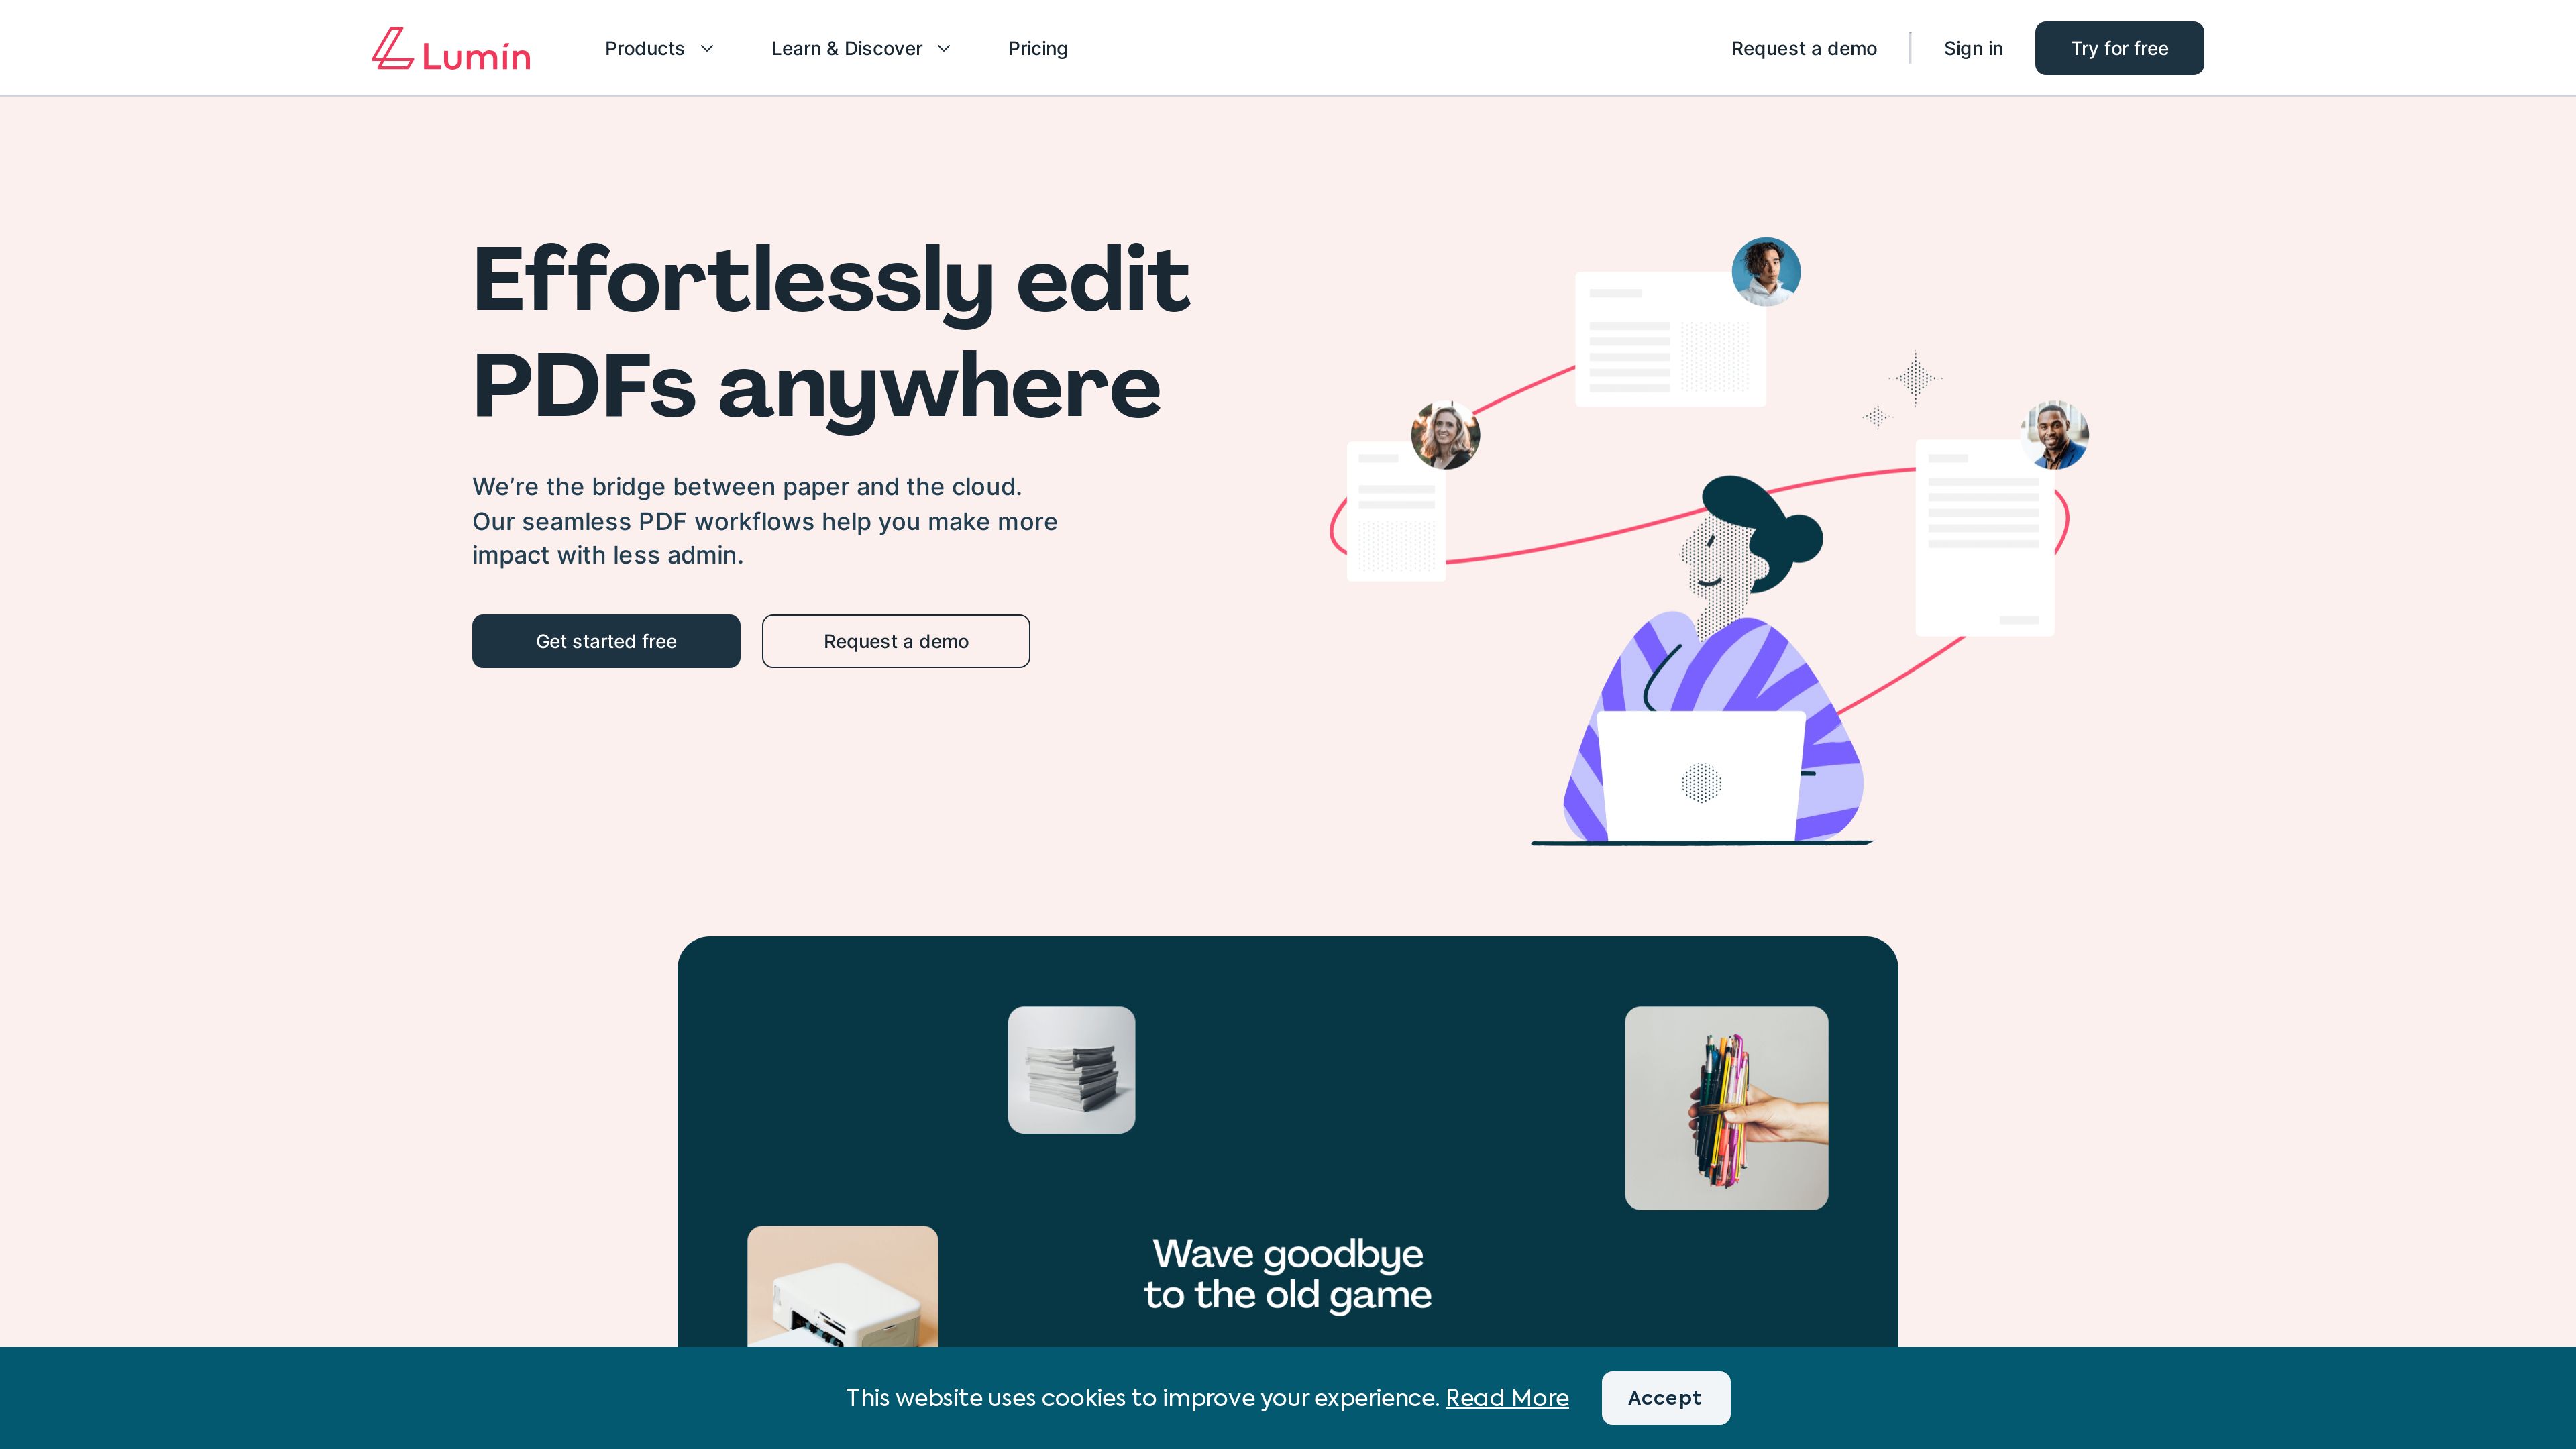 Lumin
Products
Learn & Discover
Pricing
Request a demo
Sign in
Try for free
Effortlessly edit
PDFs anywhere
We’re the bridge between paper and the cloud.
Our seamless PDF workflows help you make more
impact with less admin.
Get started free
Request a demo
Wave goodbye
to the old game
This website uses cookies to improve your experience. Read More
Accept